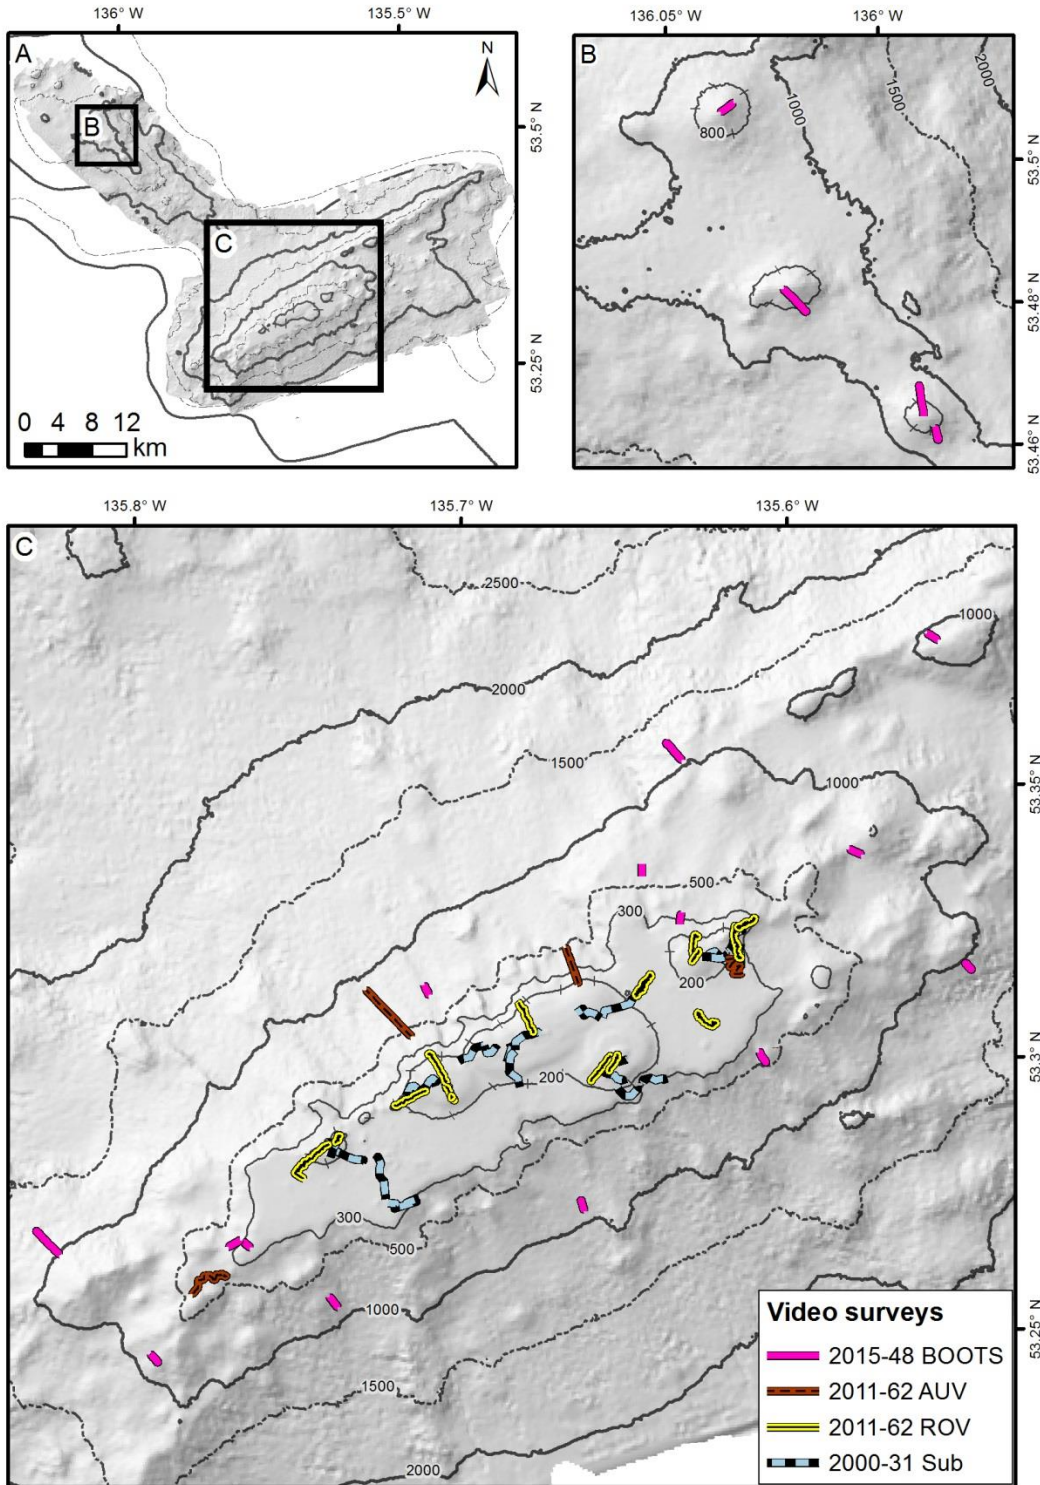 136° W
135.5° W
A
N
B
C
53.5° N
53.25° N
0 4 8 12
km
136.05° W
136° W
B
800
1000
1500
2000
53.5° N
53.48° N
53.46° N
135.8° W
135.7° W
135.6° W
C
2500
2000
1500
1000
1000
500
300
200
200
300
500
1000
1500
2000
53.35° N
53.3° N
53.25° N
Video surveys
2015-48 BOOTS
2011-62 AUV
2011-62 ROV
2000-31 Sub